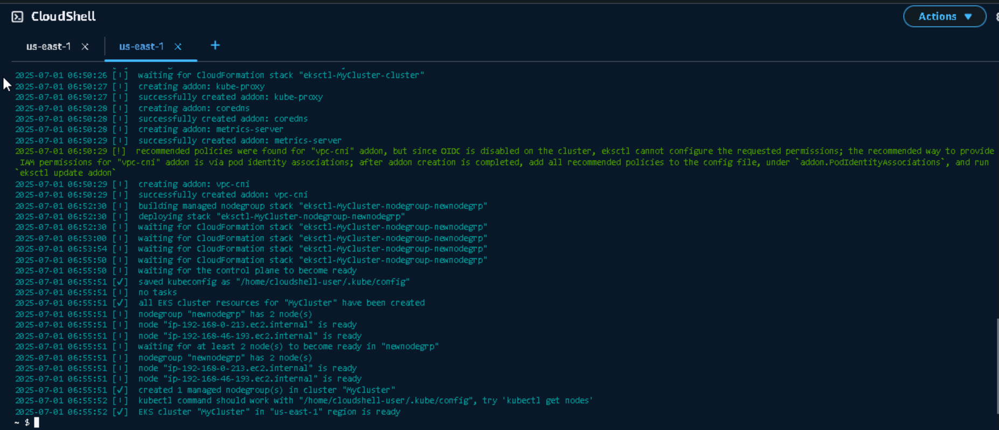 CloudShell
Actions ▼
us-east-1 × us-east-1 × +
2025-07-01 06:50:26 [ℹ]  waiting for CloudFormation stack "eksctl-MyCluster-cluster"
2025-07-01 06:50:27 [ℹ]  creating addon: kube-proxy
2025-07-01 06:50:27 [ℹ]  successfully created addon: kube-proxy
2025-07-01 06:50:28 [ℹ]  creating addon: coredns
2025-07-01 06:50:28 [ℹ]  successfully created addon: coredns
2025-07-01 06:50:28 [ℹ]  creating addon: metrics-server
2025-07-01 06:50:29 [ℹ]  successfully created addon: metrics-server
2025-07-01 06:50:29 [!]  recommended policies were found for "vpc-cni" addon, but since OIDC is disabled on the cluster, eksctl cannot configure the requested permissions; the recommended way to provide
IAM permissions for "vpc-cni" addon is via pod identity associations; after addon creation is completed, add all recommended policies to the config file, under `addon.PodIdentityAssociations`, and run
`eksctl update addon`
2025-07-01 06:50:29 [ℹ]  creating addon: vpc-cni
2025-07-01 06:50:29 [ℹ]  successfully created addon: vpc-cni
2025-07-01 06:52:30 [ℹ]  building managed nodegroup stack "eksctl-MyCluster-nodegroup-newnodegrp"
2025-07-01 06:52:30 [ℹ]  deploying stack "eksctl-MyCluster-nodegroup-newnodegrp"
2025-07-01 06:52:30 [ℹ]  waiting for CloudFormation stack "eksctl-MyCluster-nodegroup-newnodegrp"
2025-07-01 06:53:00 [ℹ]  waiting for CloudFormation stack "eksctl-MyCluster-nodegroup-newnodegrp"
2025-07-01 06:53:54 [ℹ]  waiting for CloudFormation stack "eksctl-MyCluster-nodegroup-newnodegrp"
2025-07-01 06:55:50 [ℹ]  waiting for CloudFormation stack "eksctl-MyCluster-nodegroup-newnodegrp"
2025-07-01 06:55:50 [ℹ]  waiting for the control plane to become ready
2025-07-01 06:55:51 [✓]  saved kubeconfig as "/home/cloudshell-user/.kube/config"
2025-07-01 06:55:51 [ℹ]  no tasks
2025-07-01 06:55:51 [✓]  all EKS cluster resources for "MyCluster" have been created
2025-07-01 06:55:51 [ℹ]  nodegroup "newnodegrp" has 2 node(s)
2025-07-01 06:55:51 [ℹ]  node "ip-192-168-0-213.ec2.internal" is ready
2025-07-01 06:55:51 [ℹ]  node "ip-192-168-46-193.ec2.internal" is ready
2025-07-01 06:55:51 [ℹ]  waiting for at least 2 node(s) to become ready in "newnodegrp"
2025-07-01 06:55:51 [ℹ]  nodegroup "newnodegrp" has 2 node(s)
2025-07-01 06:55:51 [ℹ]  node "ip-192-168-0-213.ec2.internal" is ready
2025-07-01 06:55:51 [ℹ]  node "ip-192-168-46-193.ec2.internal" is ready
2025-07-01 06:55:51 [✓]  created 1 managed nodegroup(s) in cluster "MyCluster"
2025-07-01 06:55:52 [ℹ]  kubectl command should work with "/home/cloudshell-user/.kube/config", try 'kubectl get nodes'
2025-07-01 06:55:52 [✓]  EKS cluster "MyCluster" in "us-east-1" region is ready
~ $